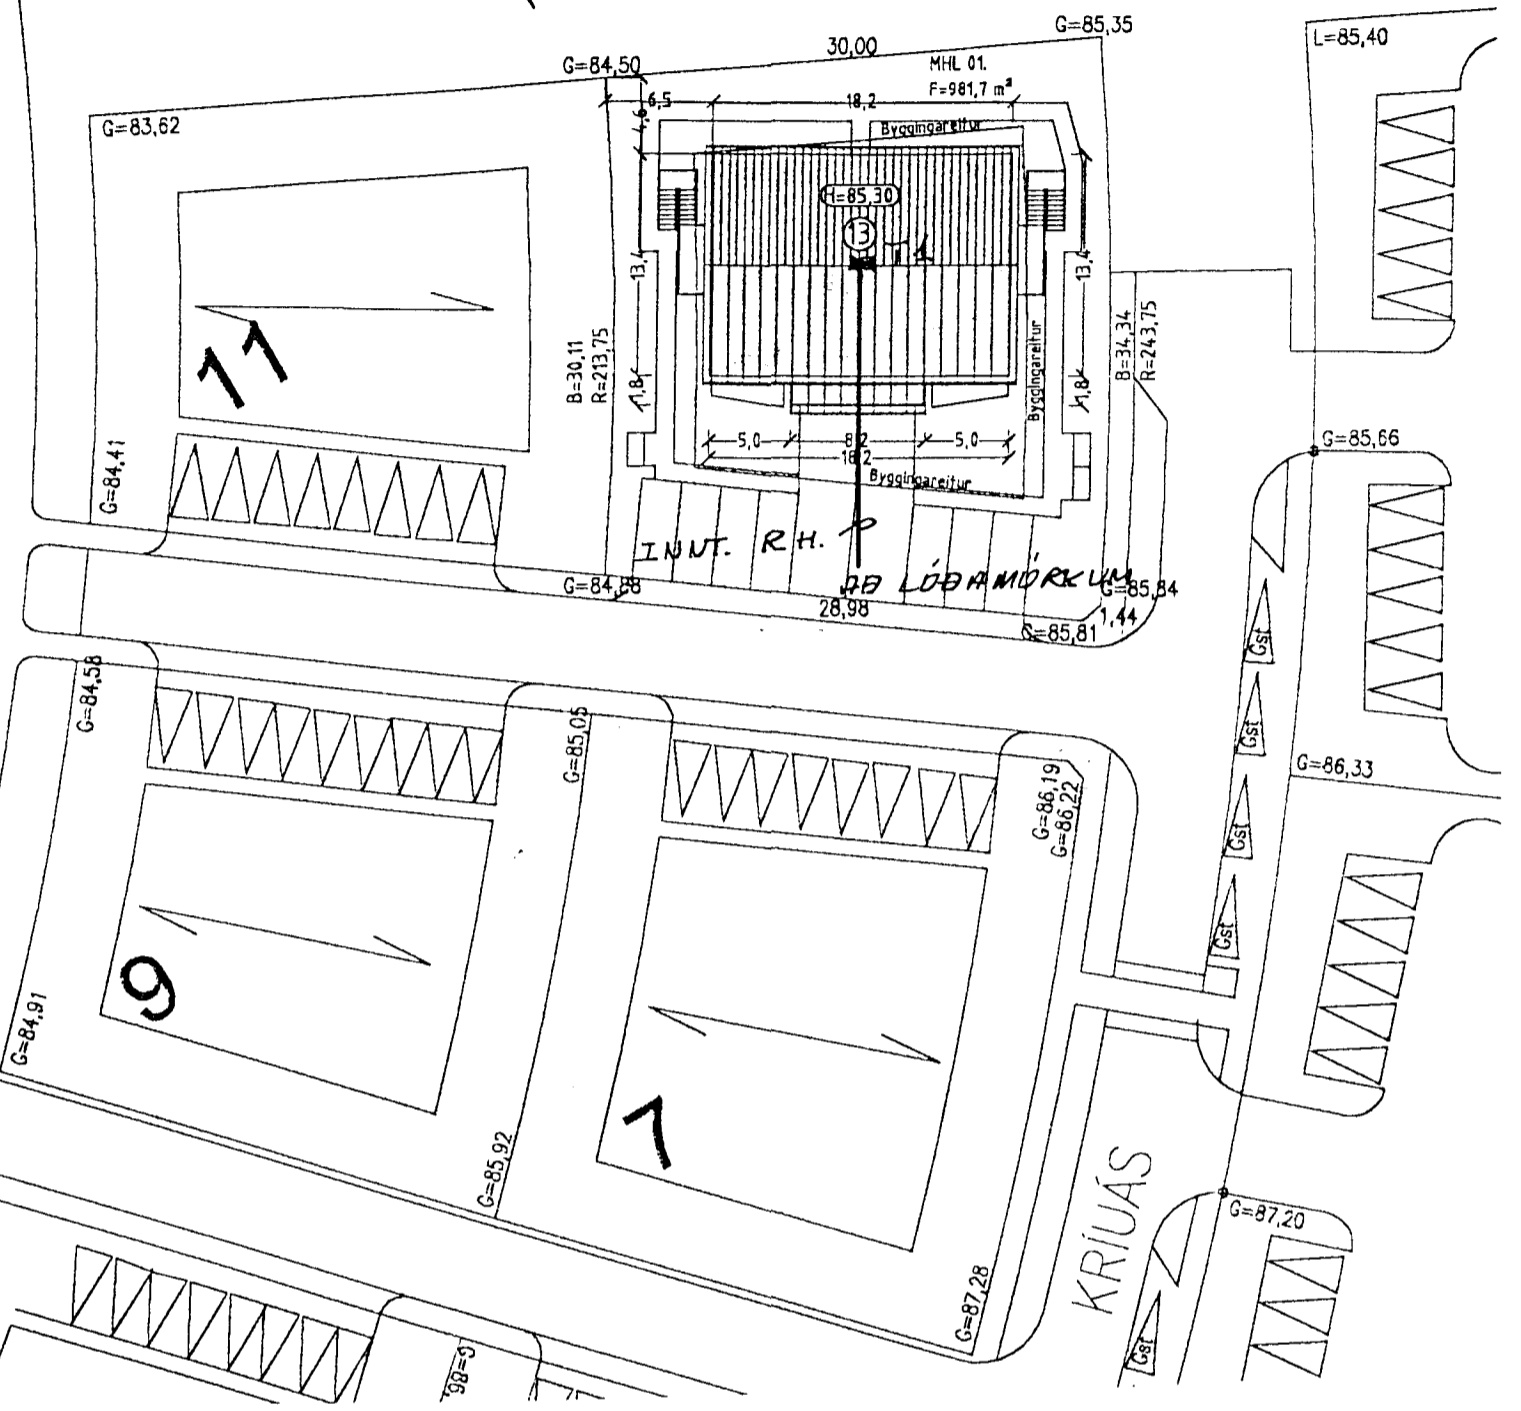 G=85,35
L=85,40
30,00
G=84,50
MHL 01.
F=981,7 m²
6,5
18,2
G=83,62
4,6
Byggingareitur
H=85,30
13
1
13,4
13,4
B=30,11
R=213,75
B=34,34
R=243,75
Byggingareitur
11
1,8
1,8
5,0
8,2
5,0
18,2
G=85,66
G=84,41
Byggingareitur
INNT. R.H.
AÐ LÓÐAMÖRKUM
G=84,88
G=85,84
28,98
1,44
G=85,81
Gst
G=84,58
G=85,05
Gst
G=86,33
G=86,19
G=86,22
Gst
Gst
9
7
G=84,91
G=85,92
KRÍUÁS
G=87,20
G=87,28
Gst
G=86,